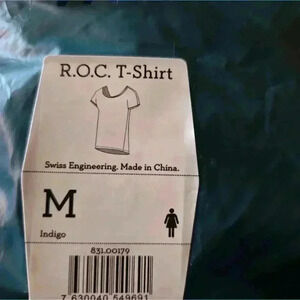 R.O.C. T-Shirt
Swiss Engineering. Made in China.
M
Indigo
831.00179
7 630040 549691